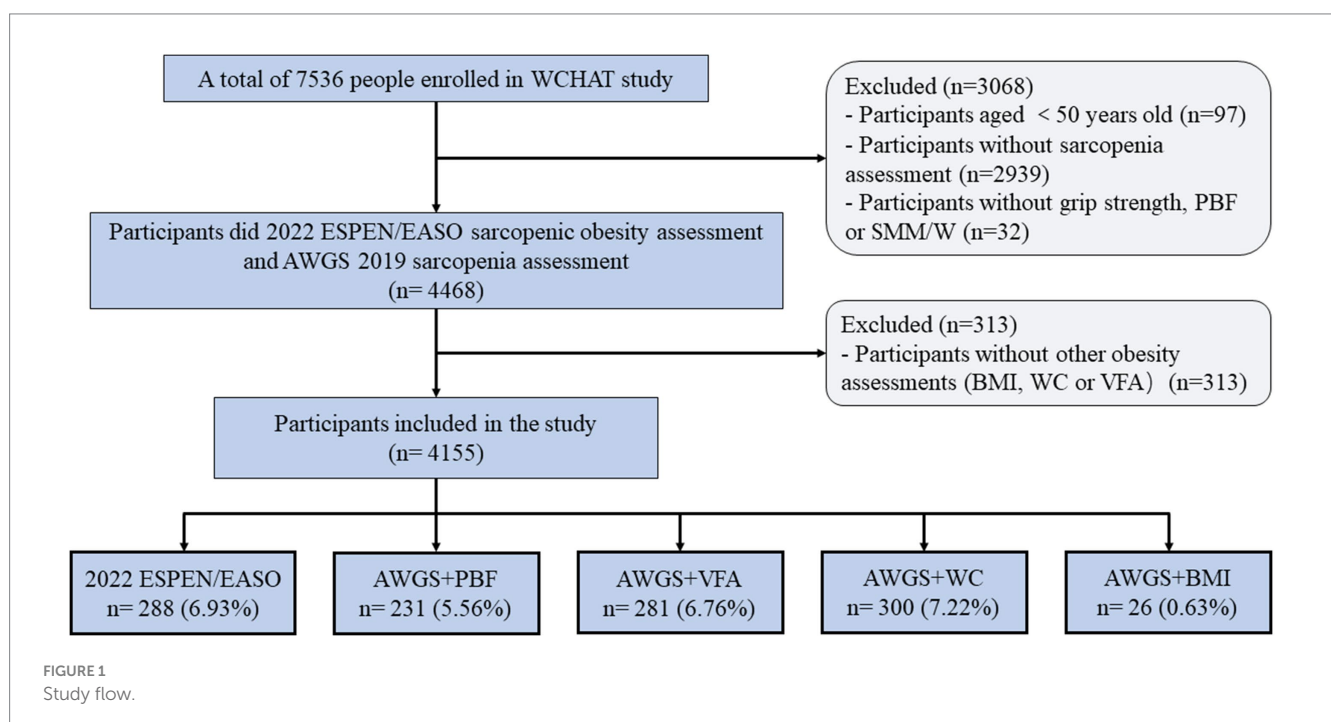 A total of 7536 people enrolled in WCHAT study
Excluded (n=3068)
- Participants aged < 50 years old (n=97)
- Participants without sarcopenia
assessment (n=2939)
- Participants without grip strength, PBF
or SMM/W (n=32)
Participants did 2022 ESPEN/EASO sarcopenic obesity assessment
and AWGS 2019 sarcopenia assessment
(n= 4468)
Excluded (n=313)
- Participants without other obesity
assessments (BMI, WC or VFA） (n=313)
Participants included in the study
(n= 4155)
2022 ESPEN/EASO
n= 288 (6.93%)
AWGS+PBF
n= 231 (5.56%)
AWGS+VFA
n= 281 (6.76%)
AWGS+WC
n= 300 (7.22%)
AWGS+BMI
n= 26 (0.63%)
FIGURE 1
Study flow.